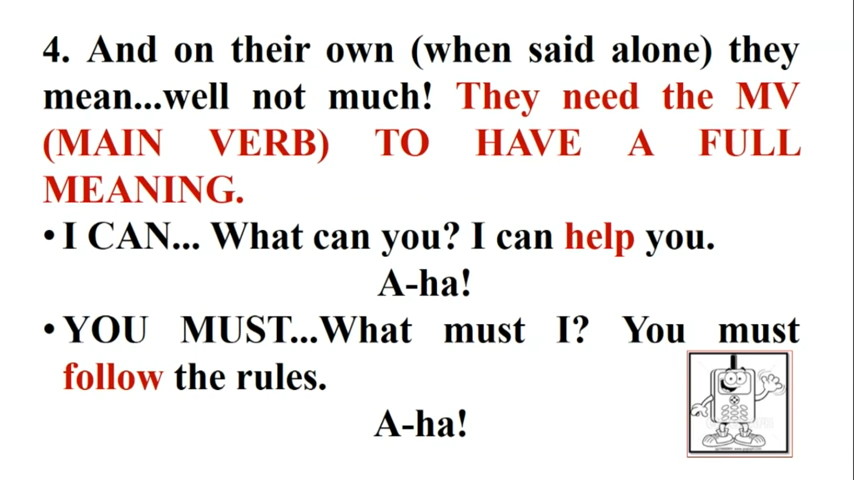 4. And on their own (when said alone) they
mean...well not much! They need the MV
(MAIN VERB) TO HAVE A FULL
MEANING.
• I CAN... What can you? I can help you.
A-ha!
• YOU MUST...What must I? You must
follow the rules.
A-ha!